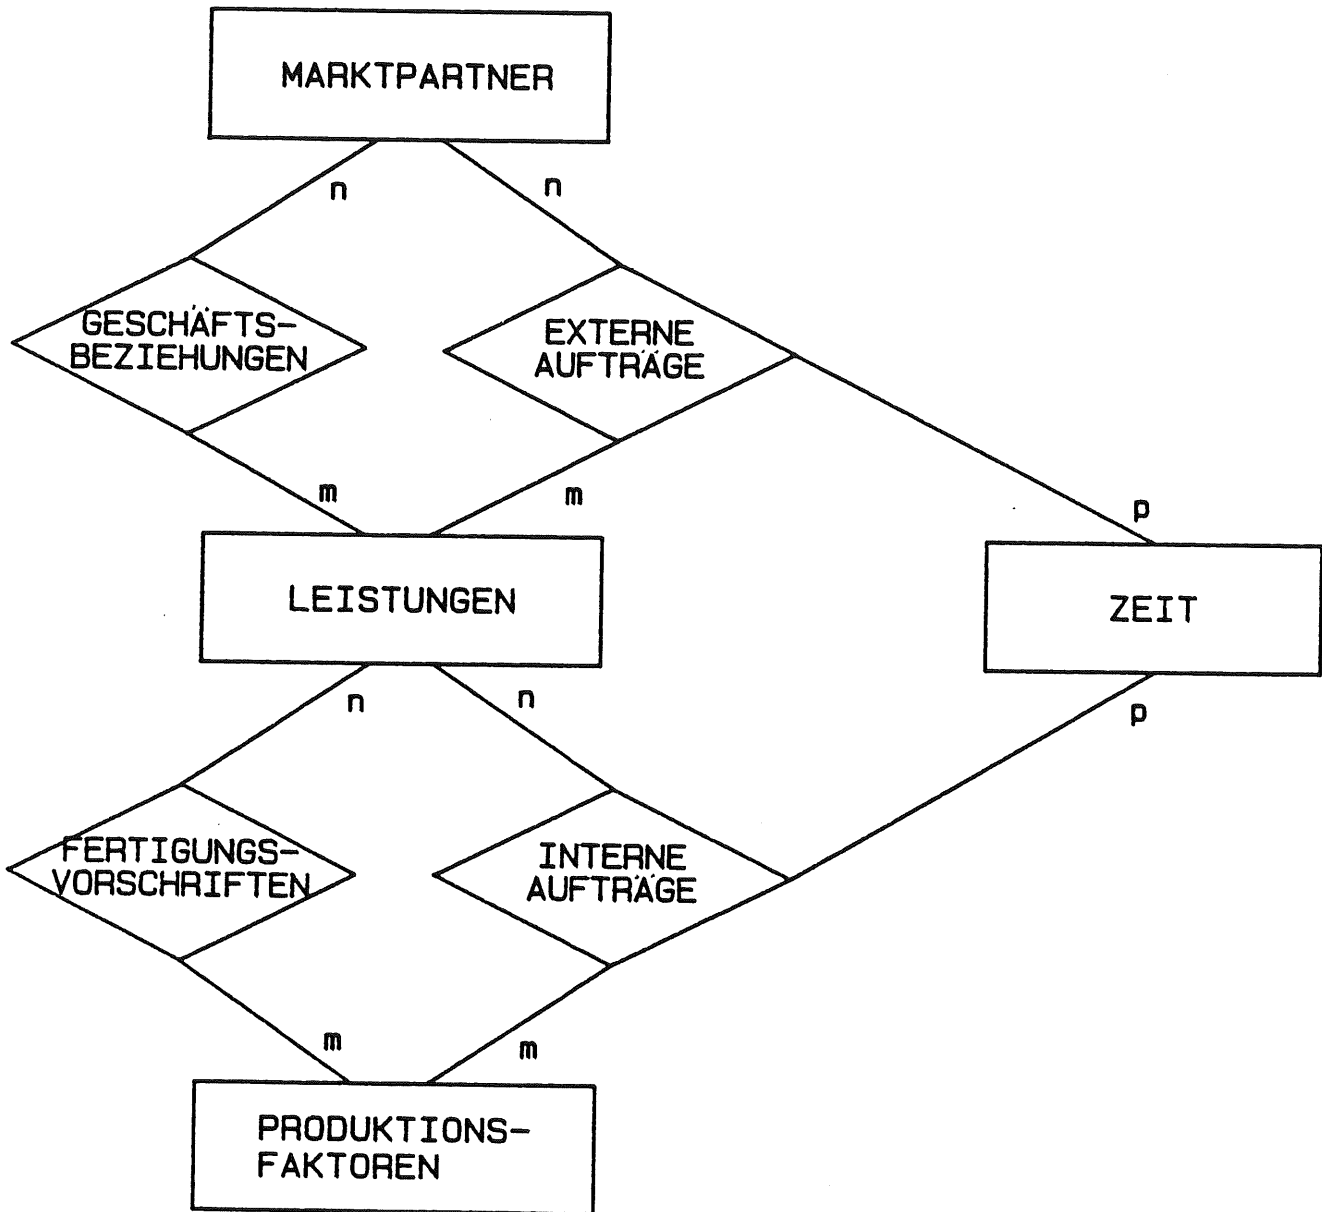 MARKTPARTNER
n
n
GESCHÄFTS-
BEZIEHUNGEN
EXTERNE
AUFTRÄGE
m
m
p
LEISTUNGEN
ZEIT
n
n
p
FERTIGUNGS-
VORSCHRIFTEN
INTERNE
AUFTRÄGE
m
m
PRODUKTIONS-
FAKTOREN